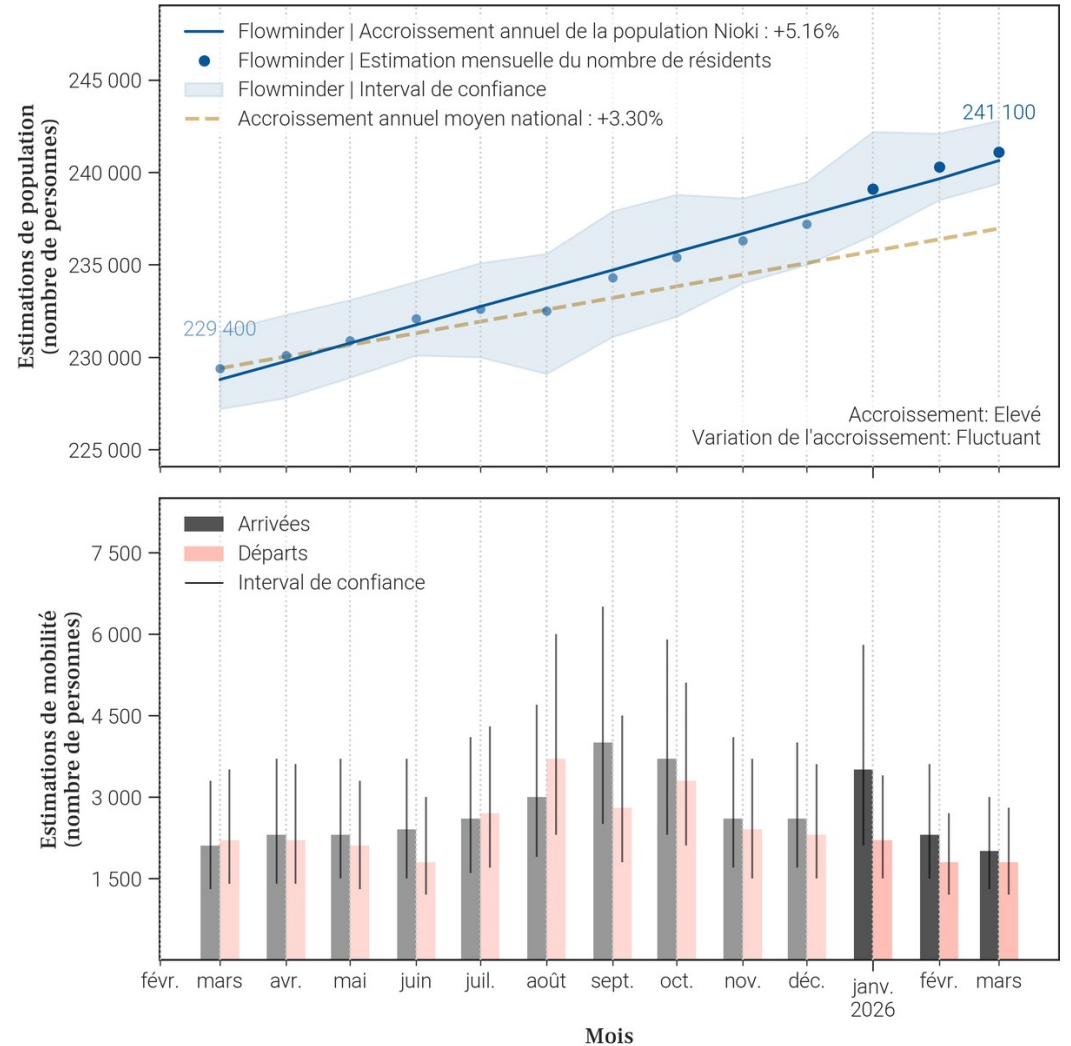 Flowminder | Accroissement annuel de la population Nioki : +5.16%
Flowminder | Estimation mensuelle du nombre de résidents
Flowminder | Interval de confiance
Accroissement annuel moyen national : +3.30%
245 000
240 000
235 000
230 000
225 000
Estimations de population
(nombre de personnes)
229 400
241 100
Accroissement: Elevé
Variation de l'accroissement: Fluctuant
Arrivées
Départs
Interval de confiance
7 500
6 000
4 500
3 000
1 500
Estimations de mobilité
(nombre de personnes)
févr. mars avr. mai juin juil. août sept. oct. nov. déc. janv. févr. mars
2026
Mois